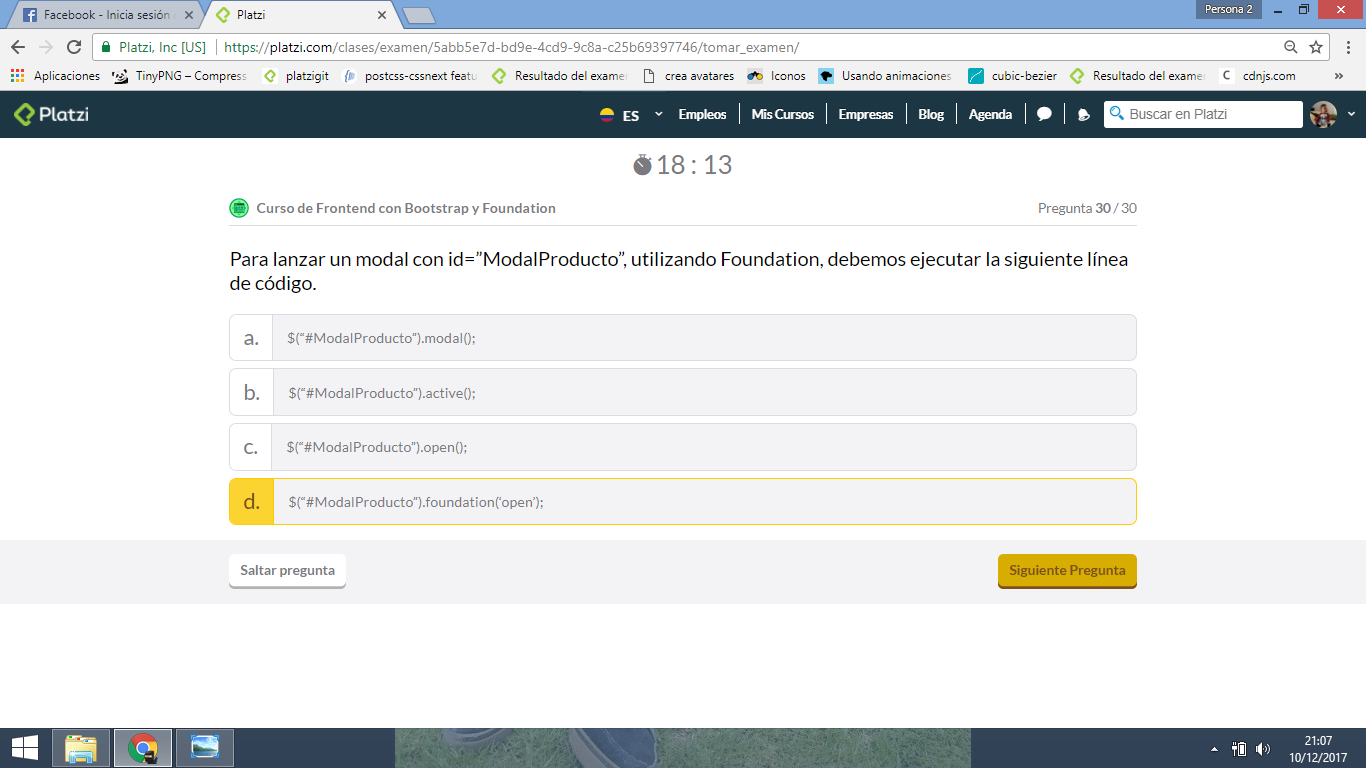 Facebook - Inicia sesión
Platzi
Persona 2
Platzi, Inc [US]
https://platzi.com/clases/examen/5abb5e7d-bd9e-4cd9-9c8a-c25b69397746/tomar_examen/
Aplicaciones
TinyPNG – Compress
platzigit
postcss-cssnext featu
Resultado del exame
crea avatares
Iconos
Usando animaciones
cubic-bezier
Resultado del exame
cdnjs.com
»
Platzi
ES
Empleos
Mis Cursos
Empresas
Blog
Agenda
Buscar en Platzi
18 : 13
Curso de Frontend con Bootstrap y Foundation
Pregunta 30 / 30
Para lanzar un modal con id=”ModalProducto”, utilizando Foundation, debemos ejecutar la siguiente línea
de código.
a. $(“#ModalProducto”).modal();
b. $(“#ModalProducto”).active();
c. $(“#ModalProducto”).open();
d. $(“#ModalProducto”).foundation(‘open’);
Saltar pregunta
Siguiente Pregunta
21:07
10/12/2017